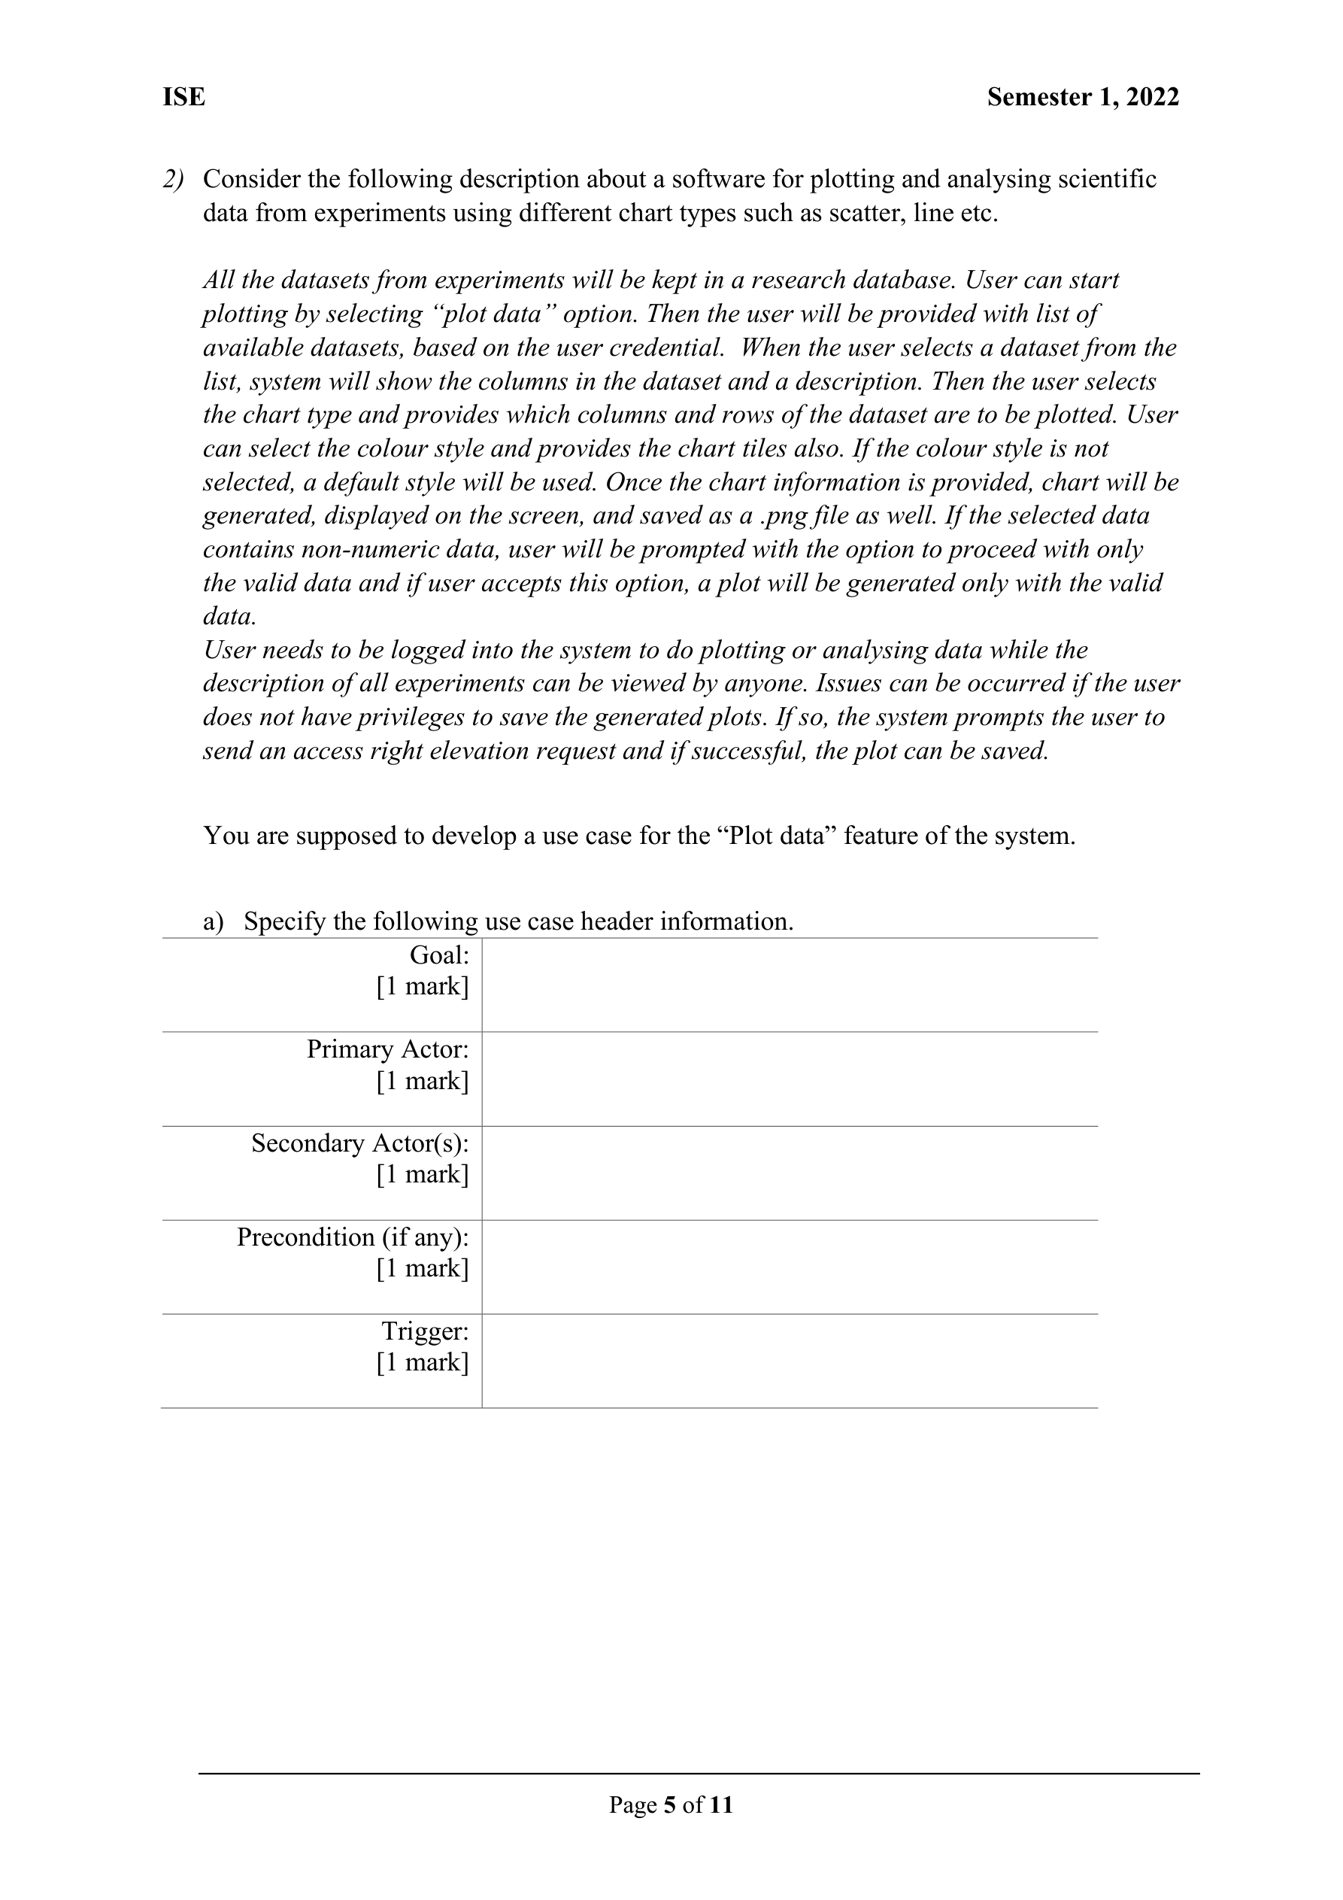 ISE Semester 1, 2022
2) Consider the following description about a software for plotting and analysing scientific
data from experiments using different chart types such as scatter, line etc.
All the datasets from experiments will be kept in a research database. User can start
plotting by selecting “plot data” option. Then the user will be provided with list of
available datasets, based on the user credential. When the user selects a dataset from the
list, system will show the columns in the dataset and a description. Then the user selects
the chart type and provides which columns and rows of the dataset are to be plotted. User
can select the colour style and provides the chart tiles also. If the colour style is not
selected, a default style will be used. Once the chart information is provided, chart will be
generated, displayed on the screen, and saved as a .png file as well. If the selected data
contains non-numeric data, user will be prompted with the option to proceed with only
the valid data and if user accepts this option, a plot will be generated only with the valid
data.
User needs to be logged into the system to do plotting or analysing data while the
description of all experiments can be viewed by anyone. Issues can be occurred if the user
does not have privileges to save the generated plots. If so, the system prompts the user to
send an access right elevation request and if successful, the plot can be saved.
You are supposed to develop a use case for the “Plot data” feature of the system.
a) Specify the following use case header information.
Goal:
[1 mark]
Primary Actor:
[1 mark]
Secondary Actor(s):
[1 mark]
Precondition (if any):
[1 mark]
Trigger:
[1 mark]
Page 5 of 11